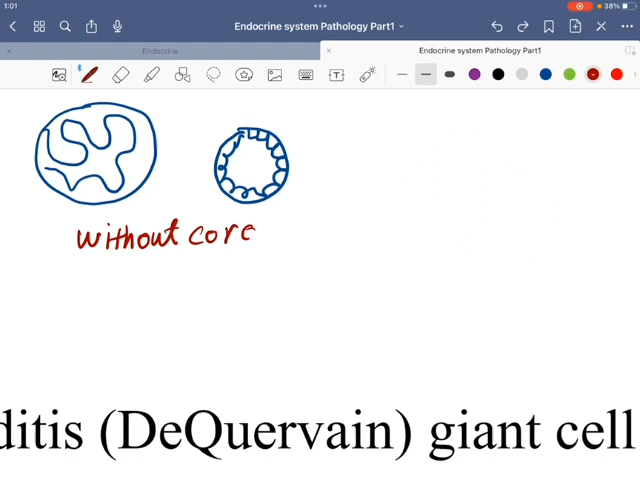 1:01
38%
Endocrine system Pathology Part1
Endocrine
Endocrine system Pathology Part1
without core
ditis (DeQuervain) giant cell